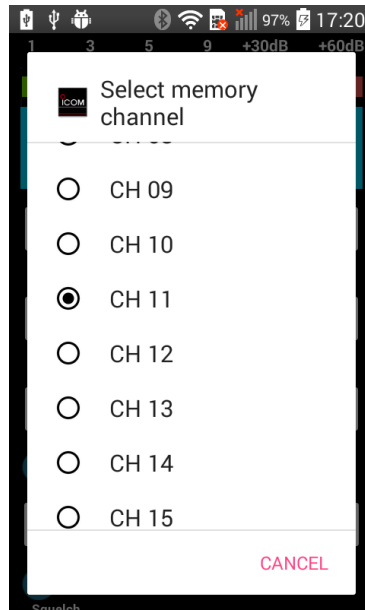 97% 17:20
1 3 5 9 +30dB +60dB
ICOM
Select memory
channel
CH 09
CH 10
CH 11
CH 12
CH 13
CH 14
CH 15
CANCEL
Squelch